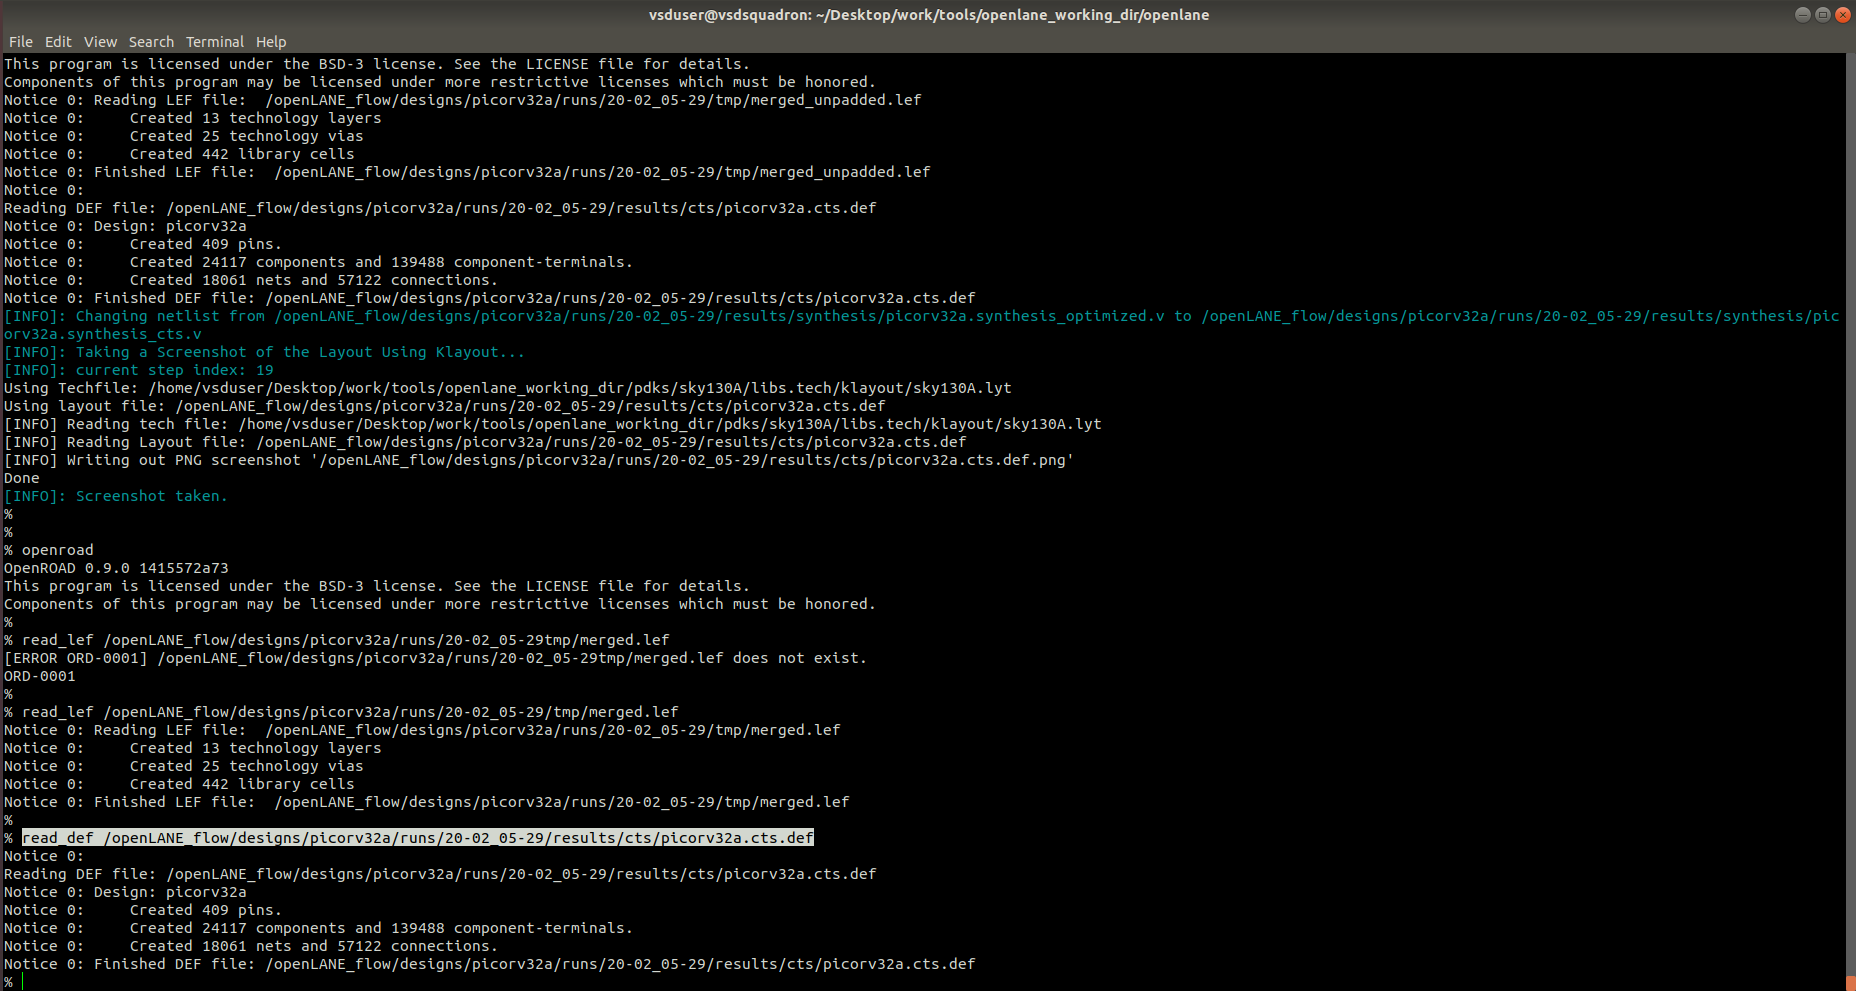 vsduser@vsdsquadron: ~/Desktop/work/tools/openlane_working_dir/openlane
File Edit View Search Terminal Help
This program is licensed under the BSD-3 license. See the LICENSE file for details.
Components of this program may be licensed under more restrictive licenses which must be honored.
Notice 0: Reading LEF file:  /openLANE_flow/designs/picorv32a/runs/20-02_05-29/tmp/merged_unpadded.lef
Notice 0:     Created 13 technology layers
Notice 0:     Created 25 technology vias
Notice 0:     Created 442 library cells
Notice 0: Finished LEF file:  /openLANE_flow/designs/picorv32a/runs/20-02_05-29/tmp/merged_unpadded.lef
Notice 0:
Reading DEF file: /openLANE_flow/designs/picorv32a/runs/20-02_05-29/results/cts/picorv32a.cts.def
Notice 0: Design: picorv32a
Notice 0:     Created 409 pins.
Notice 0:     Created 24117 components and 139488 component-terminals.
Notice 0:     Created 18061 nets and 57122 connections.
Notice 0: Finished DEF file: /openLANE_flow/designs/picorv32a/runs/20-02_05-29/results/cts/picorv32a.cts.def
[INFO]: Changing netlist from /openLANE_flow/designs/picorv32a/runs/20-02_05-29/results/synthesis/picorv32a.synthesis_optimized.v to /openLANE_flow/designs/picorv32a/runs/20-02_05-29/results/synthesis/pic
orv32a.synthesis_cts.v
[INFO]: Taking a Screenshot of the Layout Using Klayout...
[INFO]: current step index: 19
Using Techfile: /home/vsduser/Desktop/work/tools/openlane_working_dir/pdks/sky130A/libs.tech/klayout/sky130A.lyt
Using layout file: /openLANE_flow/designs/picorv32a/runs/20-02_05-29/results/cts/picorv32a.cts.def
[INFO] Reading tech file: /home/vsduser/Desktop/work/tools/openlane_working_dir/pdks/sky130A/libs.tech/klayout/sky130A.lyt
[INFO] Reading Layout file: /openLANE_flow/designs/picorv32a/runs/20-02_05-29/results/cts/picorv32a.cts.def
[INFO] Writing out PNG screenshot '/openLANE_flow/designs/picorv32a/runs/20-02_05-29/results/cts/picorv32a.cts.def.png'
Done
[INFO]: Screenshot taken.
%
%
% openroad
OpenROAD 0.9.0 1415572a73
This program is licensed under the BSD-3 license. See the LICENSE file for details.
Components of this program may be licensed under more restrictive licenses which must be honored.
%
% read_lef /openLANE_flow/designs/picorv32a/runs/20-02_05-29tmp/merged.lef
[ERROR ORD-0001] /openLANE_flow/designs/picorv32a/runs/20-02_05-29tmp/merged.lef does not exist.
ORD-0001
%
% read_lef /openLANE_flow/designs/picorv32a/runs/20-02_05-29/tmp/merged.lef
Notice 0: Reading LEF file:  /openLANE_flow/designs/picorv32a/runs/20-02_05-29/tmp/merged.lef
Notice 0:     Created 13 technology layers
Notice 0:     Created 25 technology vias
Notice 0:     Created 442 library cells
Notice 0: Finished LEF file:  /openLANE_flow/designs/picorv32a/runs/20-02_05-29/tmp/merged.lef
%
% read_def /openLANE_flow/designs/picorv32a/runs/20-02_05-29/results/cts/picorv32a.cts.def
Notice 0:
Reading DEF file: /openLANE_flow/designs/picorv32a/runs/20-02_05-29/results/cts/picorv32a.cts.def
Notice 0: Design: picorv32a
Notice 0:     Created 409 pins.
Notice 0:     Created 24117 components and 139488 component-terminals.
Notice 0:     Created 18061 nets and 57122 connections.
Notice 0: Finished DEF file: /openLANE_flow/designs/picorv32a/runs/20-02_05-29/results/cts/picorv32a.cts.def
%